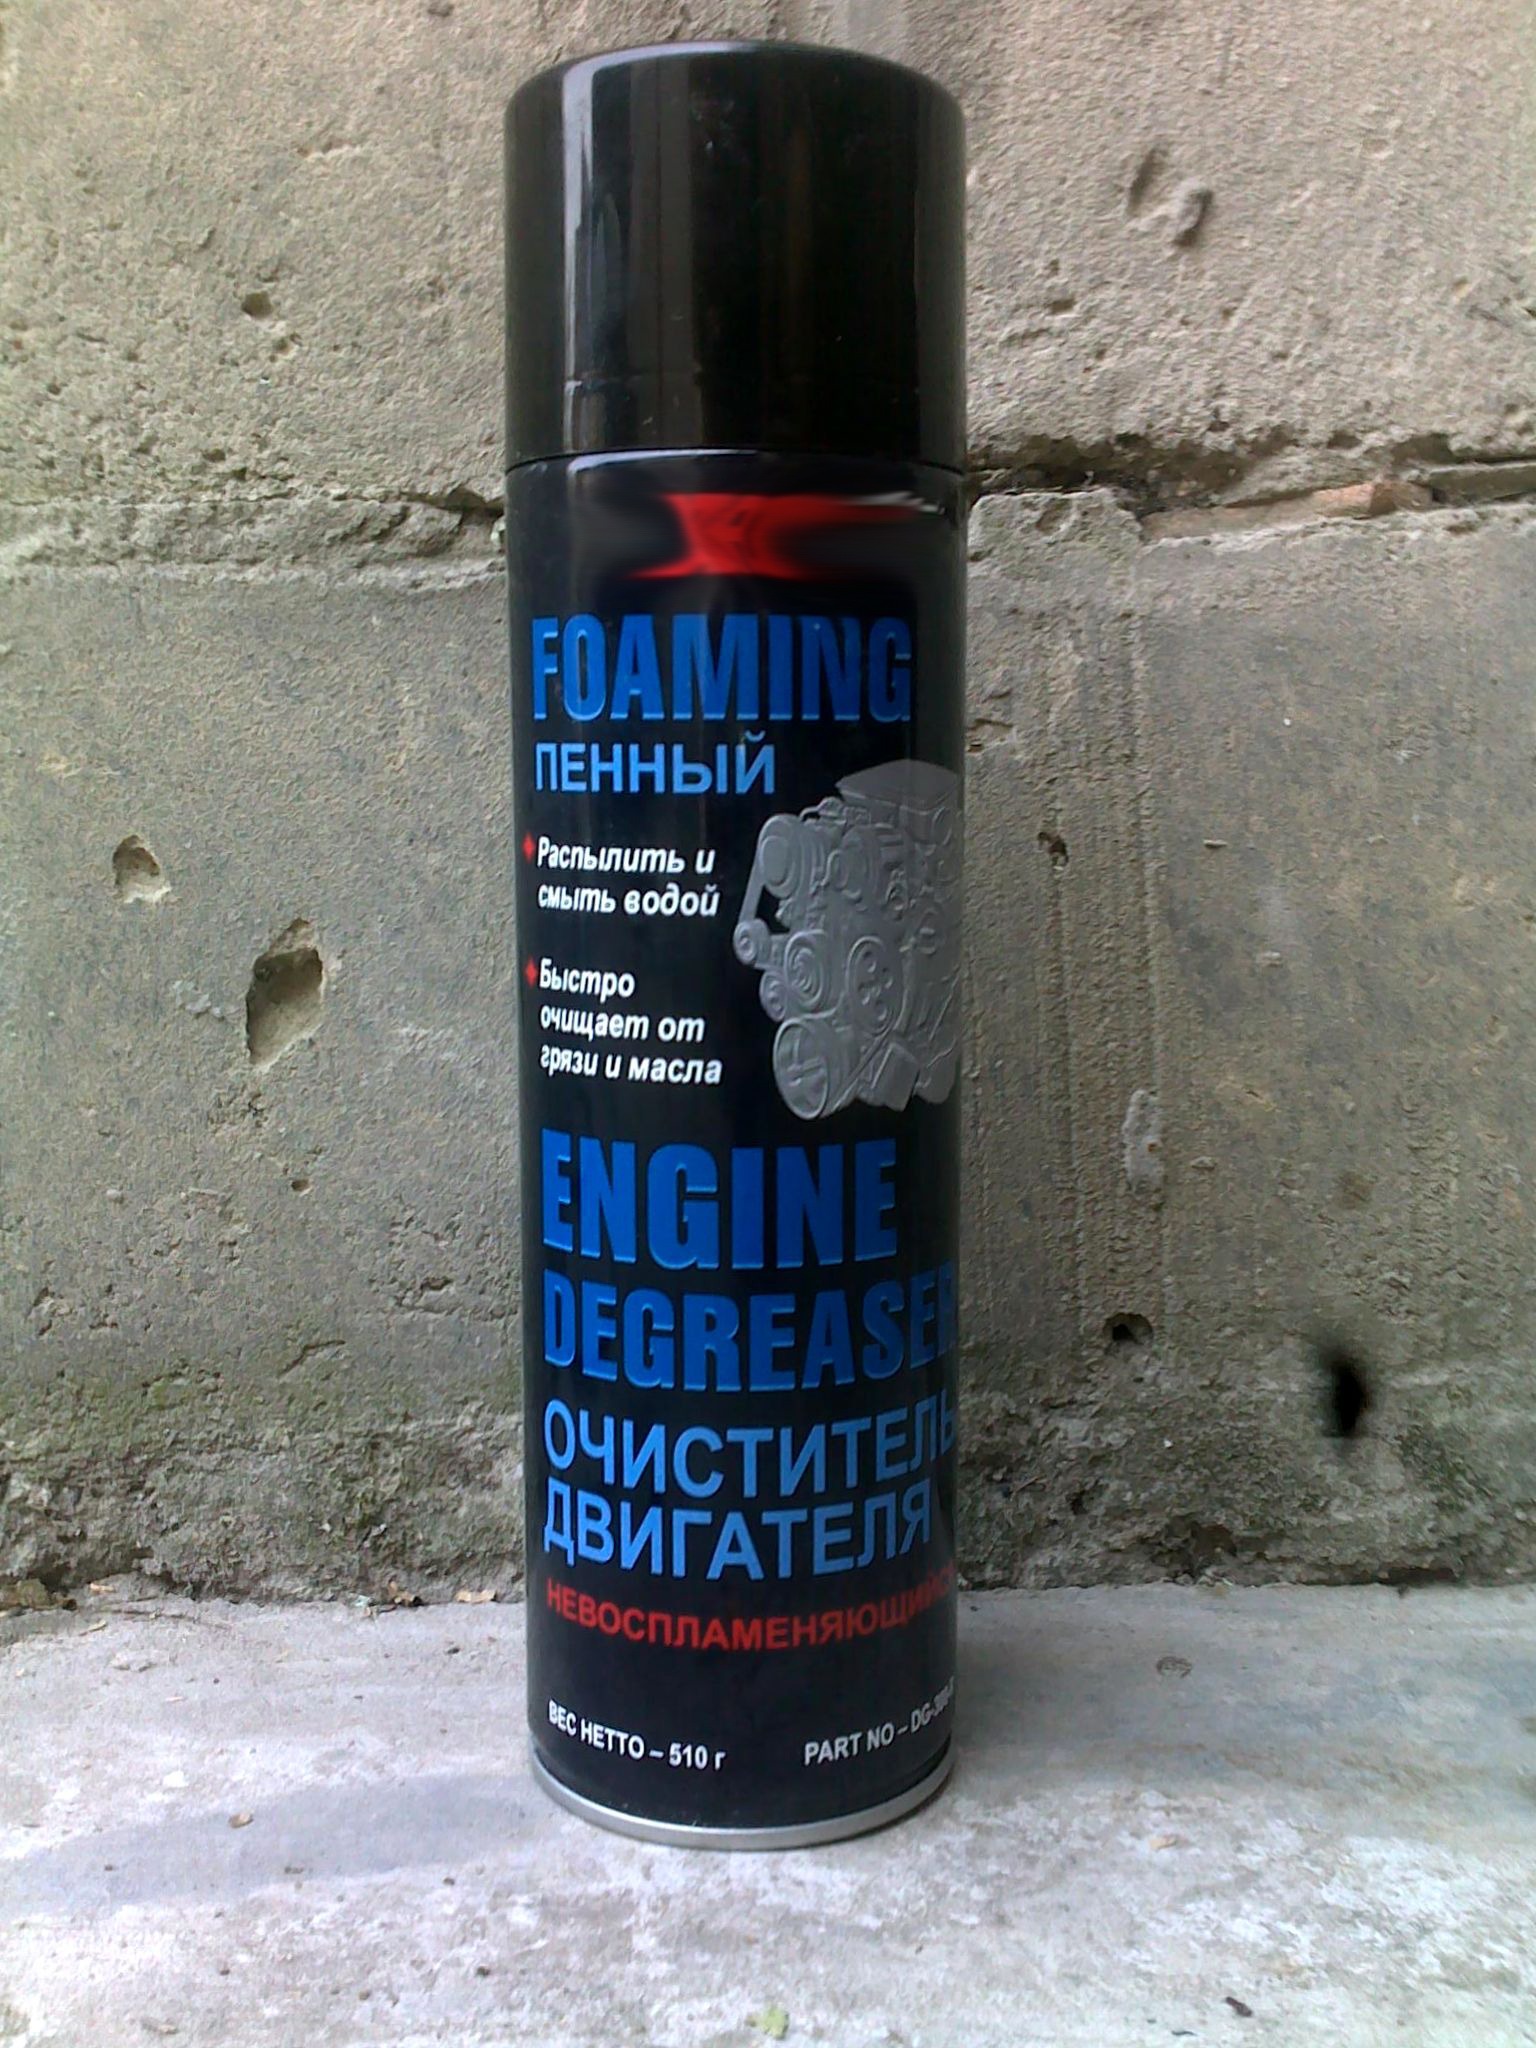 FOAMING
ПЕННЫЙ
Распылить и
смыть водой
Быстро
очищает от
грязи и масла
ENGINE
DEGREASER
ОЧИСТИТЕЛЬ
ДВИГАТЕЛЯ
НЕВОСПЛАМЕНЯЮЩИЙСЯ
ВЕС НЕТТО – 510 г
PART NO –